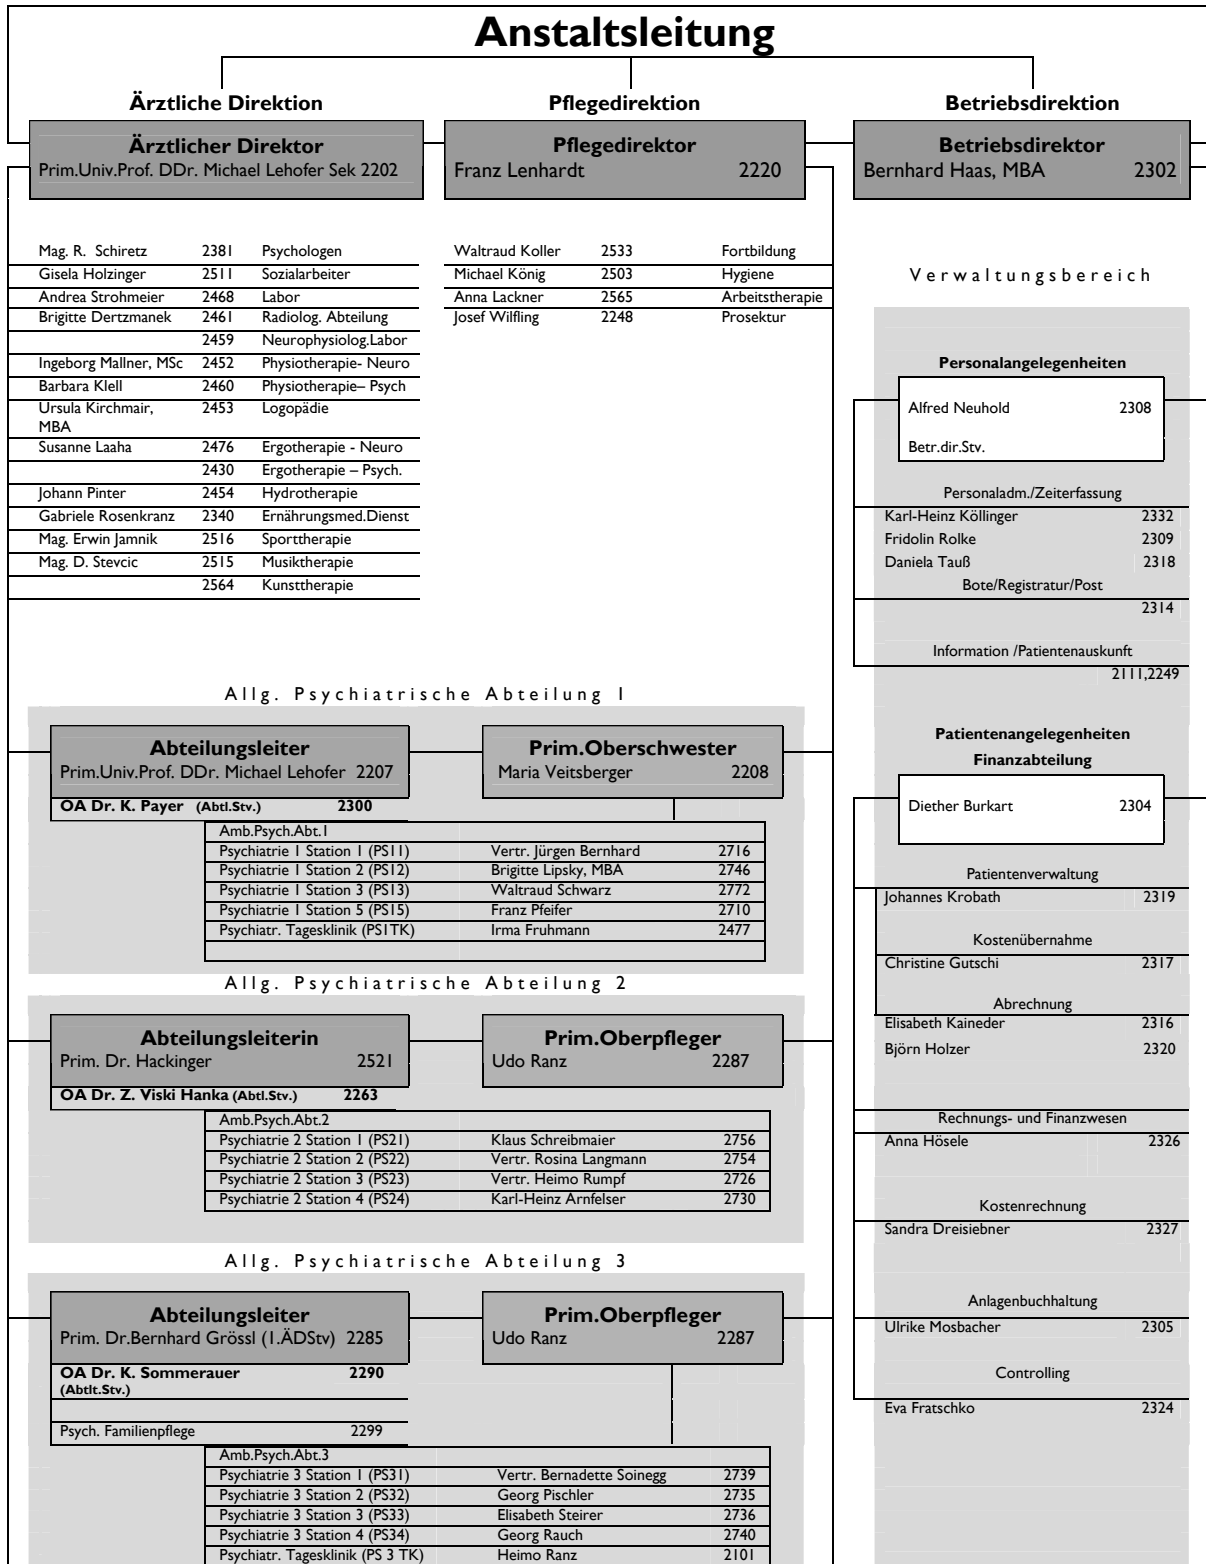 Anstaltsleitung
Ärztliche Direktion
Ärztlicher Direktor
Prim.Univ.Prof. DDr. Michael Lehofer Sek 2202
Mag. R. Schiretz 2381 Psychologen
Gisela Holzinger 2511 Sozialarbeiter
Andrea Strohmeier 2468 Labor
Brigitte Dertzmanek 2461 Radiolog. Abteilung
2459 Neurophysiolog.Labor
Ingeborg Mallner, MSc 2452 Physiotherapie- Neuro
Barbara Klell 2460 Physiotherapie– Psych
Ursula Kirchmair, 2453 Logopädie
MBA
Susanne Laaha 2476 Ergotherapie - Neuro
2430 Ergotherapie – Psych.
Johann Pinter 2454 Hydrotherapie
Gabriele Rosenkranz 2340 Ernährungsmed.Dienst
Mag. Erwin Jamnik 2516 Sporttherapie
Mag. D. Stevcic 2515 Musiktherapie
2564 Kunsttherapie
Pflegedirektion
Pflegedirektor
Franz Lenhardt 2220
Waltraud Koller 2533 Fortbildung
Michael König 2503 Hygiene
Anna Lackner 2565 Arbeitstherapie
Josef Wilfling 2248 Prosektur
Allg. Psychiatrische Abteilung 1
Abteilungsleiter
Prim.Univ.Prof. DDr. Michael Lehofer 2207
Prim.Oberschwester
Maria Veitsberger 2208
OA Dr. K. Payer (Abtl.Stv.) 2300
Amb.Psych.Abt.1
Psychiatrie 1 Station 1 (PS11) Vertr. Jürgen Bernhard 2716
Psychiatrie 1 Station 2 (PS12) Brigitte Lipsky, MBA 2746
Psychiatrie 1 Station 3 (PS13) Waltraud Schwarz 2772
Psychiatrie 1 Station 5 (PS15) Franz Pfeifer 2710
Psychiatr. Tagesklinik (PS1TK) Irma Fruhmann 2477
Allg. Psychiatrische Abteilung 2
Abteilungsleiterin
Prim. Dr. Hackinger 2521
Prim.Oberpfleger
Udo Ranz 2287
OA Dr. Z. Viski Hanka (Abtl.Stv.) 2263
Amb.Psych.Abt.2
Psychiatrie 2 Station 1 (PS21) Klaus Schreibmaier 2756
Psychiatrie 2 Station 2 (PS22) Vertr. Rosina Langmann 2754
Psychiatrie 2 Station 3 (PS23) Vertr. Heimo Rumpf 2726
Psychiatrie 2 Station 4 (PS24) Karl-Heinz Arnfelser 2730
Allg. Psychiatrische Abteilung 3
Abteilungsleiter
Prim. Dr.Bernhard Grössl (1.ÄDStv) 2285
Prim.Oberpfleger
Udo Ranz 2287
OA Dr. K. Sommerauer 2290
(Abtlt.Stv.)
Psych. Familienpflege 2299
Amb.Psych.Abt.3
Psychiatrie 3 Station 1 (PS31) Vertr. Bernadette Soinegg 2739
Psychiatrie 3 Station 2 (PS32) Georg Pischler 2735
Psychiatrie 3 Station 3 (PS33) Elisabeth Steirer 2736
Psychiatrie 3 Station 4 (PS34) Georg Rauch 2740
Psychiatr. Tagesklinik (PS 3 TK) Heimo Ranz 2101
Betriebsdirektion
Betriebsdirektor
Bernhard Haas, MBA 2302
Verwaltungsbereich
Personalangelegenheiten
Alfred Neuhold 2308
Betr.dir.Stv.
Personaladm./Zeiterfassung
Karl-Heinz Köllinger 2332
Fridolin Rolke 2309
Daniela Tauß 2318
Bote/Registratur/Post
2314
Information /Patientenauskunft
2111,2249
Patientenangelegenheiten
Finanzabteilung
Diether Burkart 2304
Patientenverwaltung
Johannes Krobath 2319
Kostenübernahme
Christine Gutschi 2317
Abrechnung
Elisabeth Kaineder 2316
Björn Holzer 2320
Rechnungs- und Finanzwesen
Anna Hösele 2326
Kostenrechnung
Sandra Dreisiebner 2327
Anlagenbuchhaltung
Ulrike Mosbacher 2305
Controlling
Eva Fratschko 2324